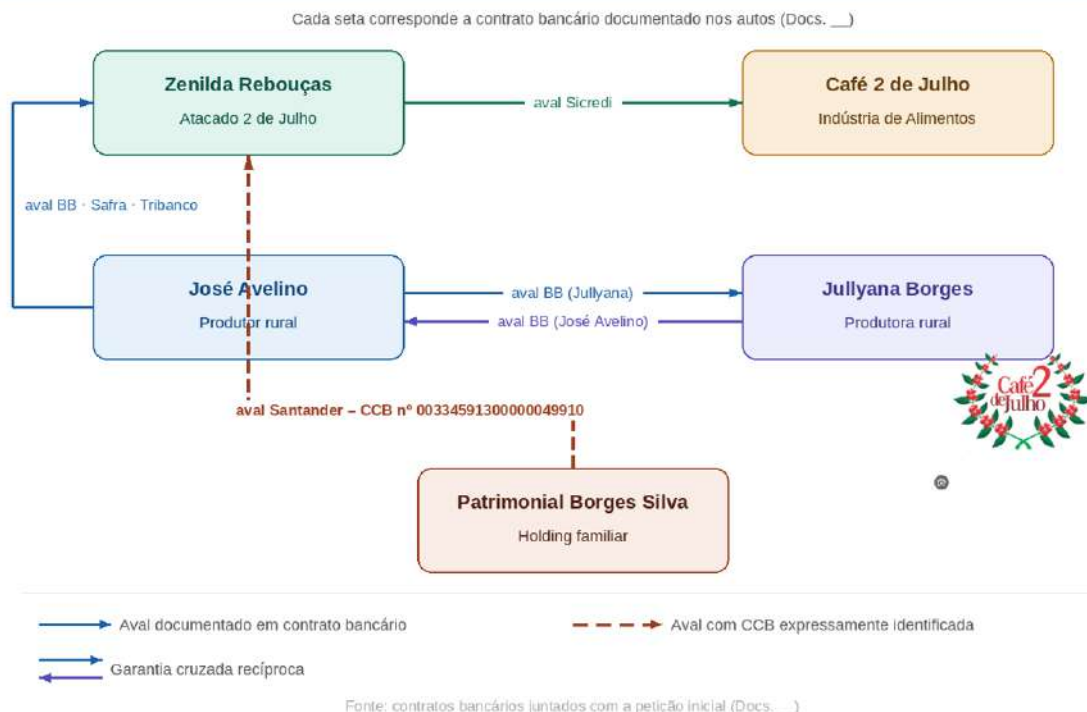 Cada seta corresponde a contrato bancário documentado nos autos (Docs. __)
Zenilda Rebouças
Atacado 2 de Julho
aval Sicredi
Café 2 de Julho
Indústria de Alimentos
aval BB · Safra · Tribanco
José Avelino
Produtor rural
aval BB (Jullyana)
aval BB (José Avelino)
Jullyana Borges
Produtora rural
Café 2
de Julho
aval Santander – CCB nº 00334591300000049910
Patrimonial Borges Silva
Holding familiar
Aval documentado em contrato bancário
Aval com CCB expressamente identificada
Garantia cruzada recíproca
Fonte: contratos bancários juntados com a petição inicial (Docs. __)